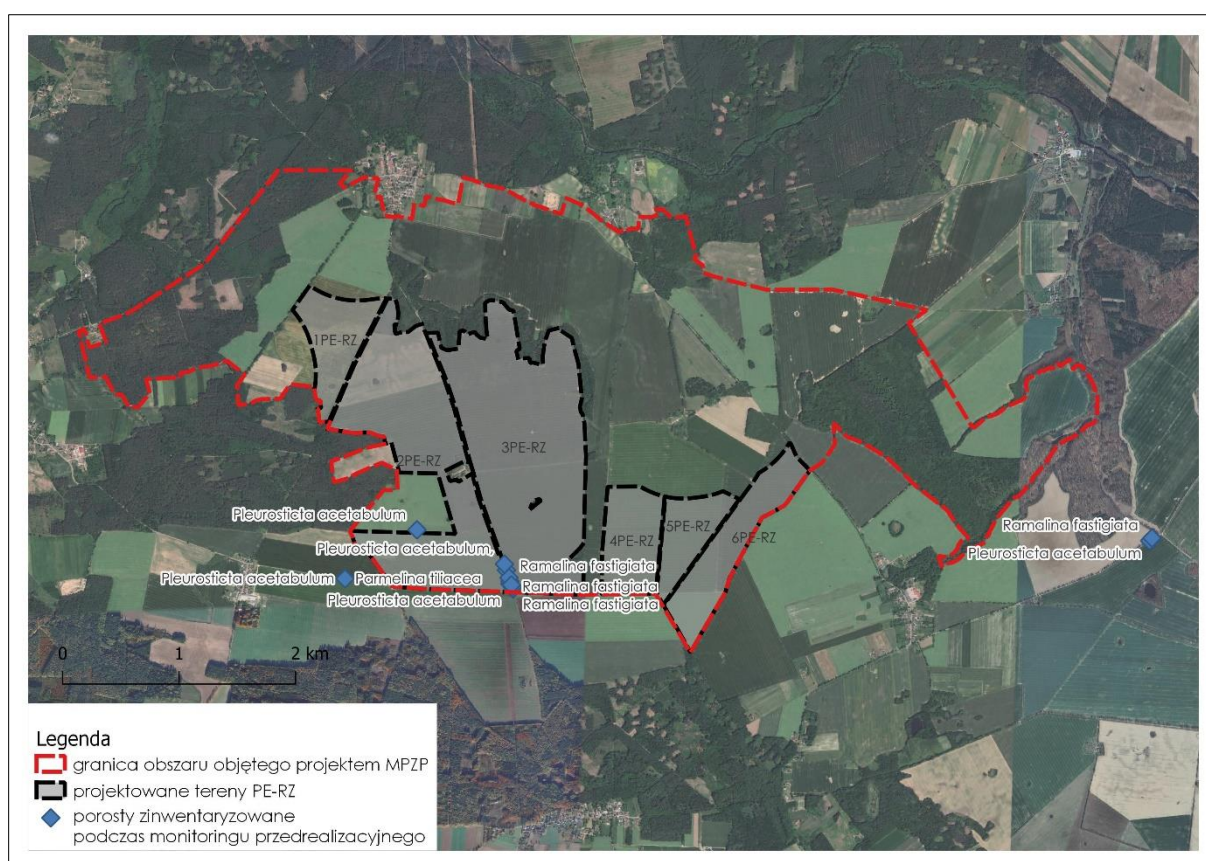 1PE-RZ
3PE-RZ
2PE-RZ
Pleurosticta acetabulum
Ramalina fastigiata
4PE-RZ
5PE-RZ
6PE-RZ
Pleurosticta acetabulum,
Pleurosticta acetabulum
Ramalina fastigiata
Pleurosticta acetabulum
Parmelina tiliacea
Ramalina fastigiata
Pleurosticta acetabulum
Ramalina fastigiata
0 1 2 km
Legenda
granica obszaru objętego projektem MPZP
projektowane tereny PE-RZ
porosty zinwentaryzowane
podczas monitoringu przedrealizacyjnego